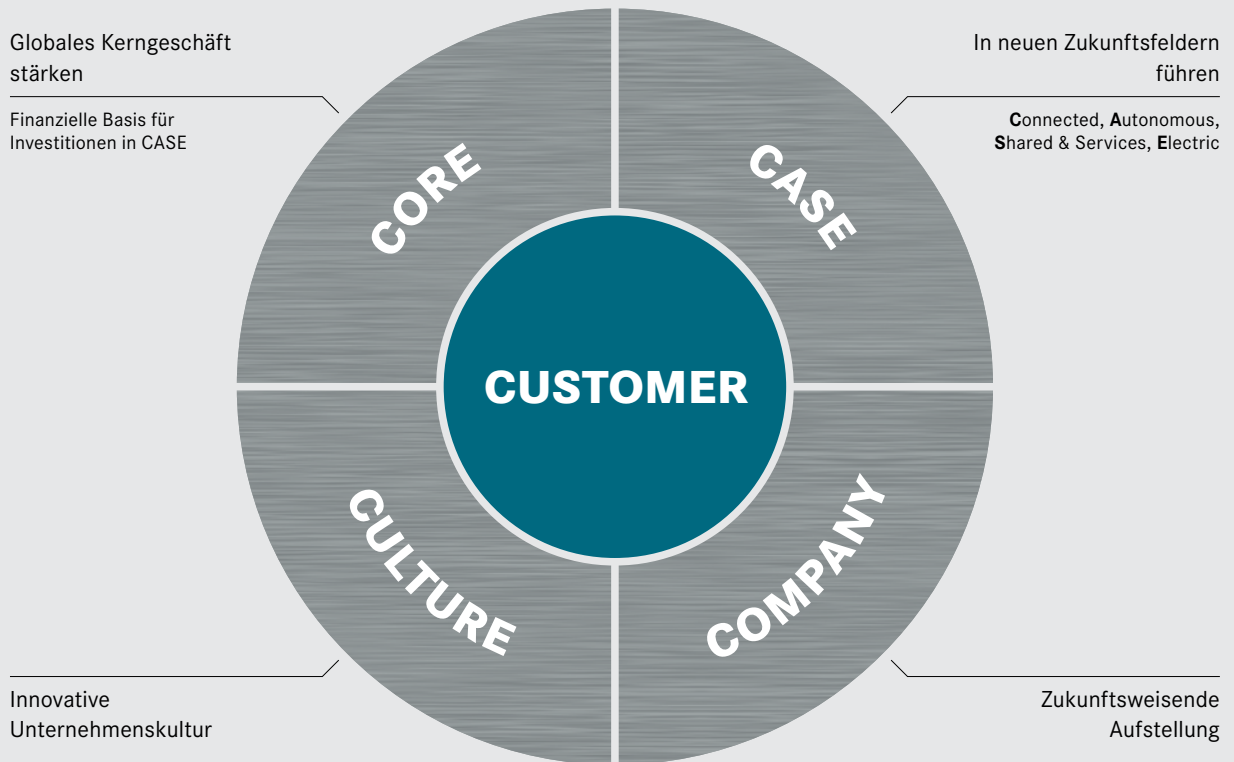 Globales Kerngeschäft
stärken
Finanzielle Basis für
Investitionen in CASE
In neuen Zukunftsfeldern
führen
Connected, Autonomous,
Shared & Services, Electric
CORE
CASE
CUSTOMER
CULTURE
COMPANY
Innovative
Unternehmenskultur
Zukunftsweisende
Aufstellung